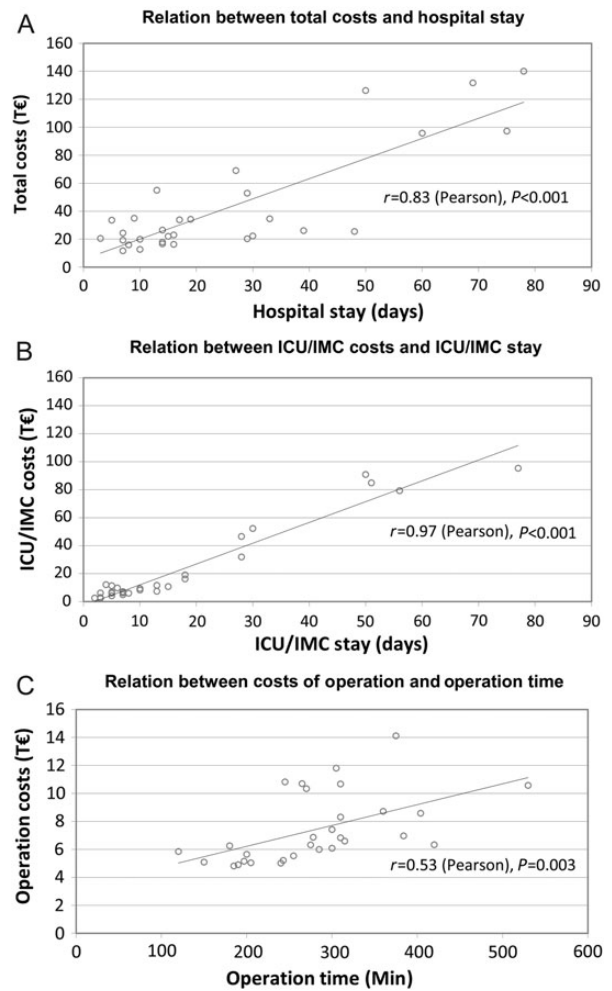 A
Relation between total costs and hospital stay
Total costs (T€)
160
140
120
100
80
60
40
20
0
r=0.83 (Pearson), P<0.001
0 10 20 30 40 50 60 70 80 90
Hospital stay (days)
B
Relation between ICU/IMC costs and ICU/IMC stay
ICU/IMC costs (T€)
160
140
120
100
80
60
40
20
0
r=0.97 (Pearson), P<0.001
0 10 20 30 40 50 60 70 80 90
ICU/IMC stay (days)
C
Relation between costs of operation and operation time
Operation costs (T€)
16
14
12
10
8
6
4
2
0
r=0.53 (Pearson), P=0.003
0 100 200 300 400 500 600
Operation time (Min)